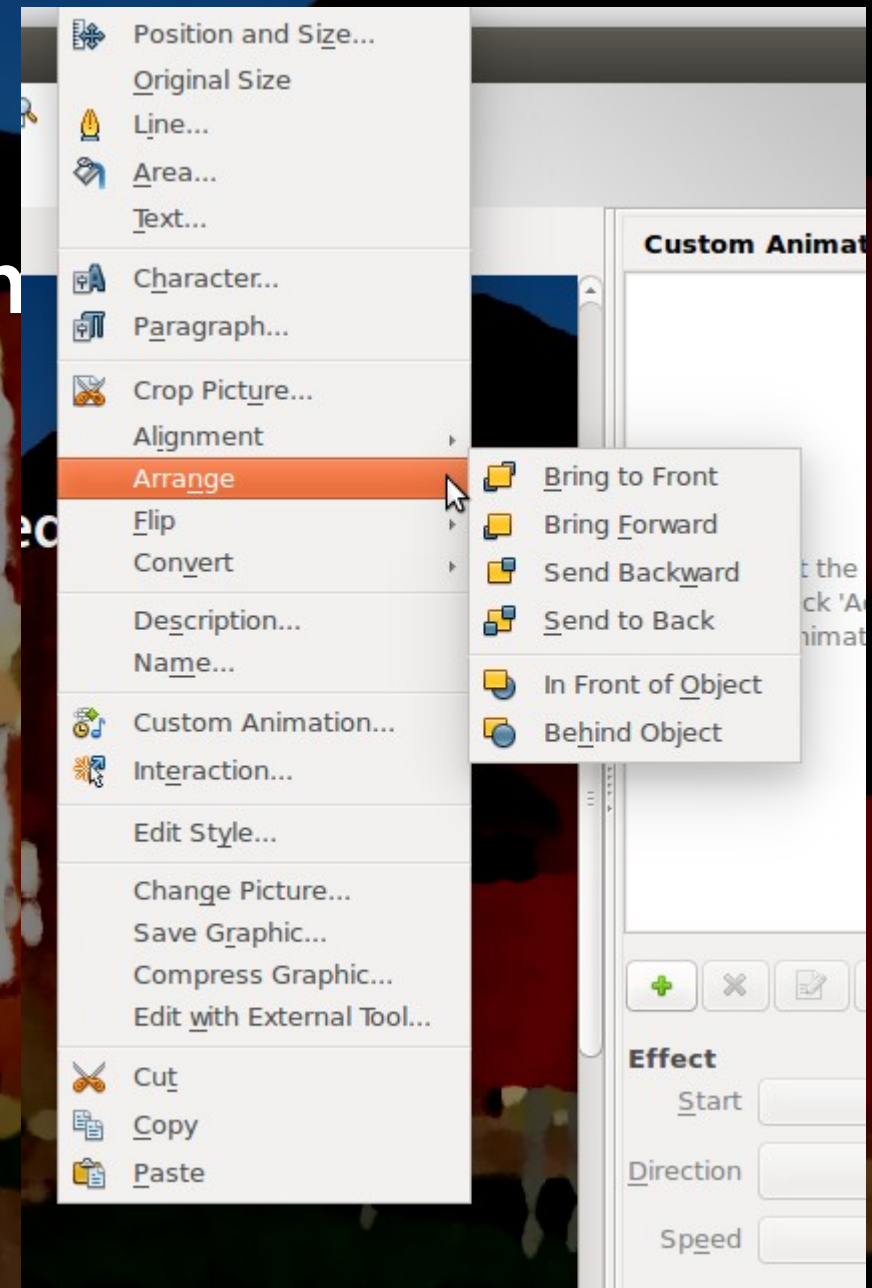 Position and Size...
Original Size
Line...
Area...
Text...
Character...
Paragraph...
Crop Picture...
Alignment
Arrange
Flip
Convert
Description...
Name...
Custom Animation...
Interaction...
Edit Style...
Change Picture...
Save Graphic...
Compress Graphic...
Edit with External Tool...
Cut
Copy
Paste
Bring to Front
Bring Forward
Send Backward
Send to Back
In Front of Object
Behind Object
Custom Animat
t the
ck 'A
nimat
Effect
Start
Direction
Speed